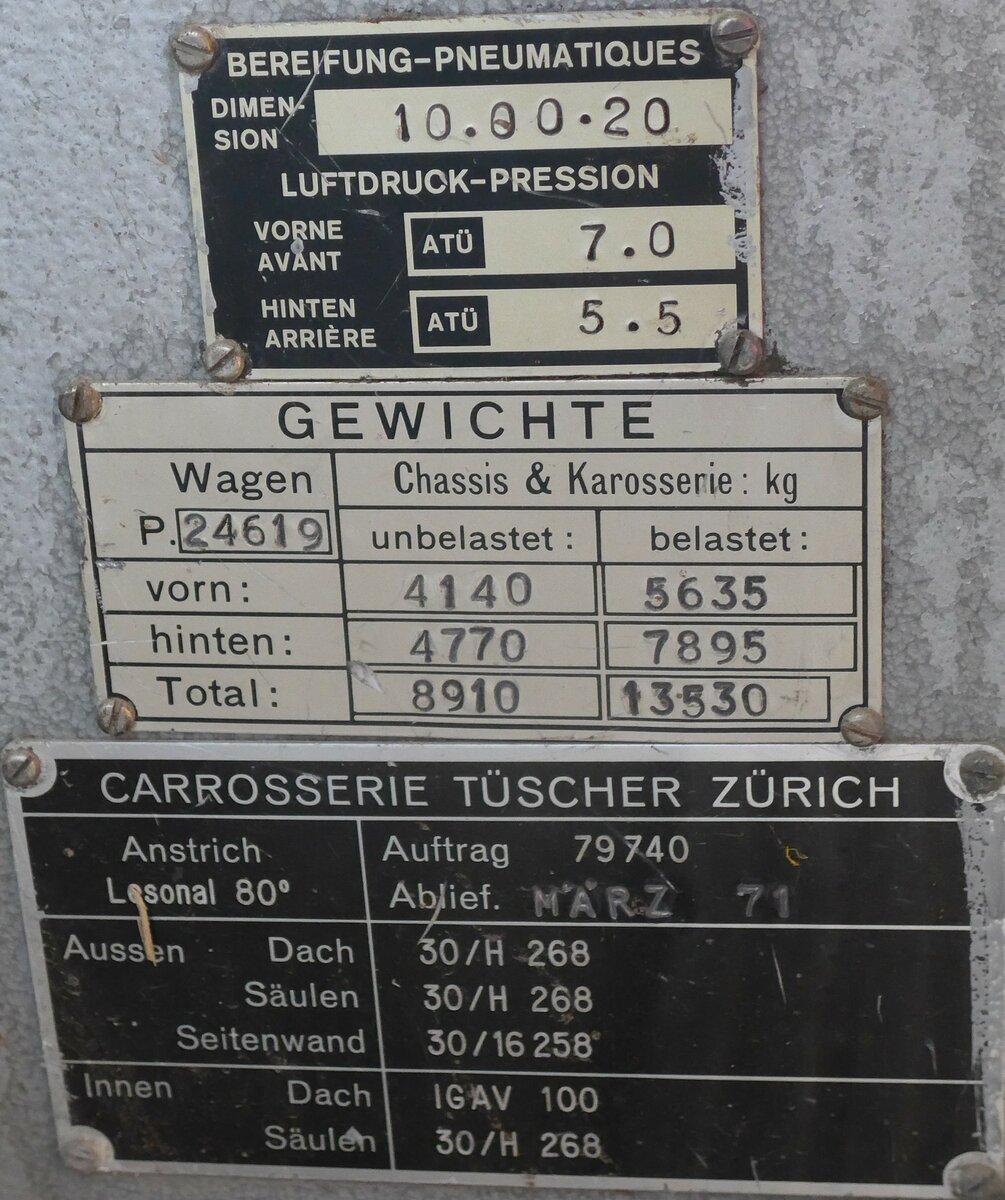 BEREIFUNG-PNEUMATIQUES
DIMEN-
SION 10.00·20
LUFTDRUCK-PRESSION
VORNE
AVANT ATÜ 7.0
HINTEN
ARRIÈRE ATÜ 5.5
GEWICHTE
Wagen Chassis & Karosserie: kg
P. 24619 unbelastet: belastet:
vorn: 4140 5635
hinten: 4770 7895
Total: 8910 13530
CARROSSERIE TÜSCHER ZÜRICH
Anstrich Auftrag 79740
Lesonal 80° Ablief. MÄRZ 71
Aussen Dach 30/H 268
Säulen 30/H 268
Seitenwand 30/16 258
Innen Dach IGAV 100
Säulen 30/H 268